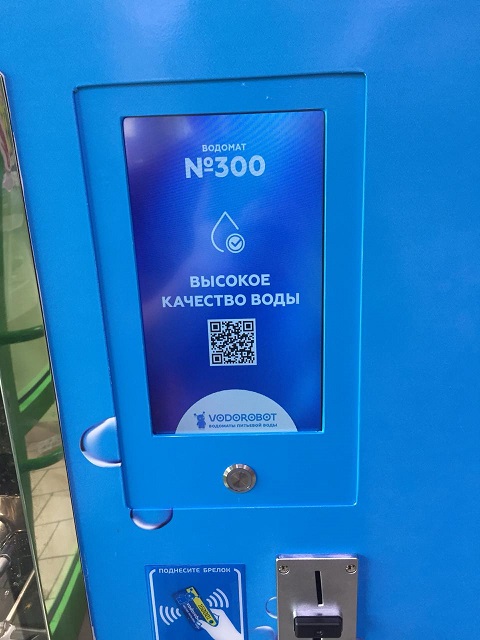 ВОДОМАТ
№300
ВЫСОКОЕ
КАЧЕСТВО ВОДЫ
VODOROBOT
ВОДОМАТЫ ПИТЬЕВОЙ ВОДЫ
ПОДНЕСИТЕ БРЕЛОК